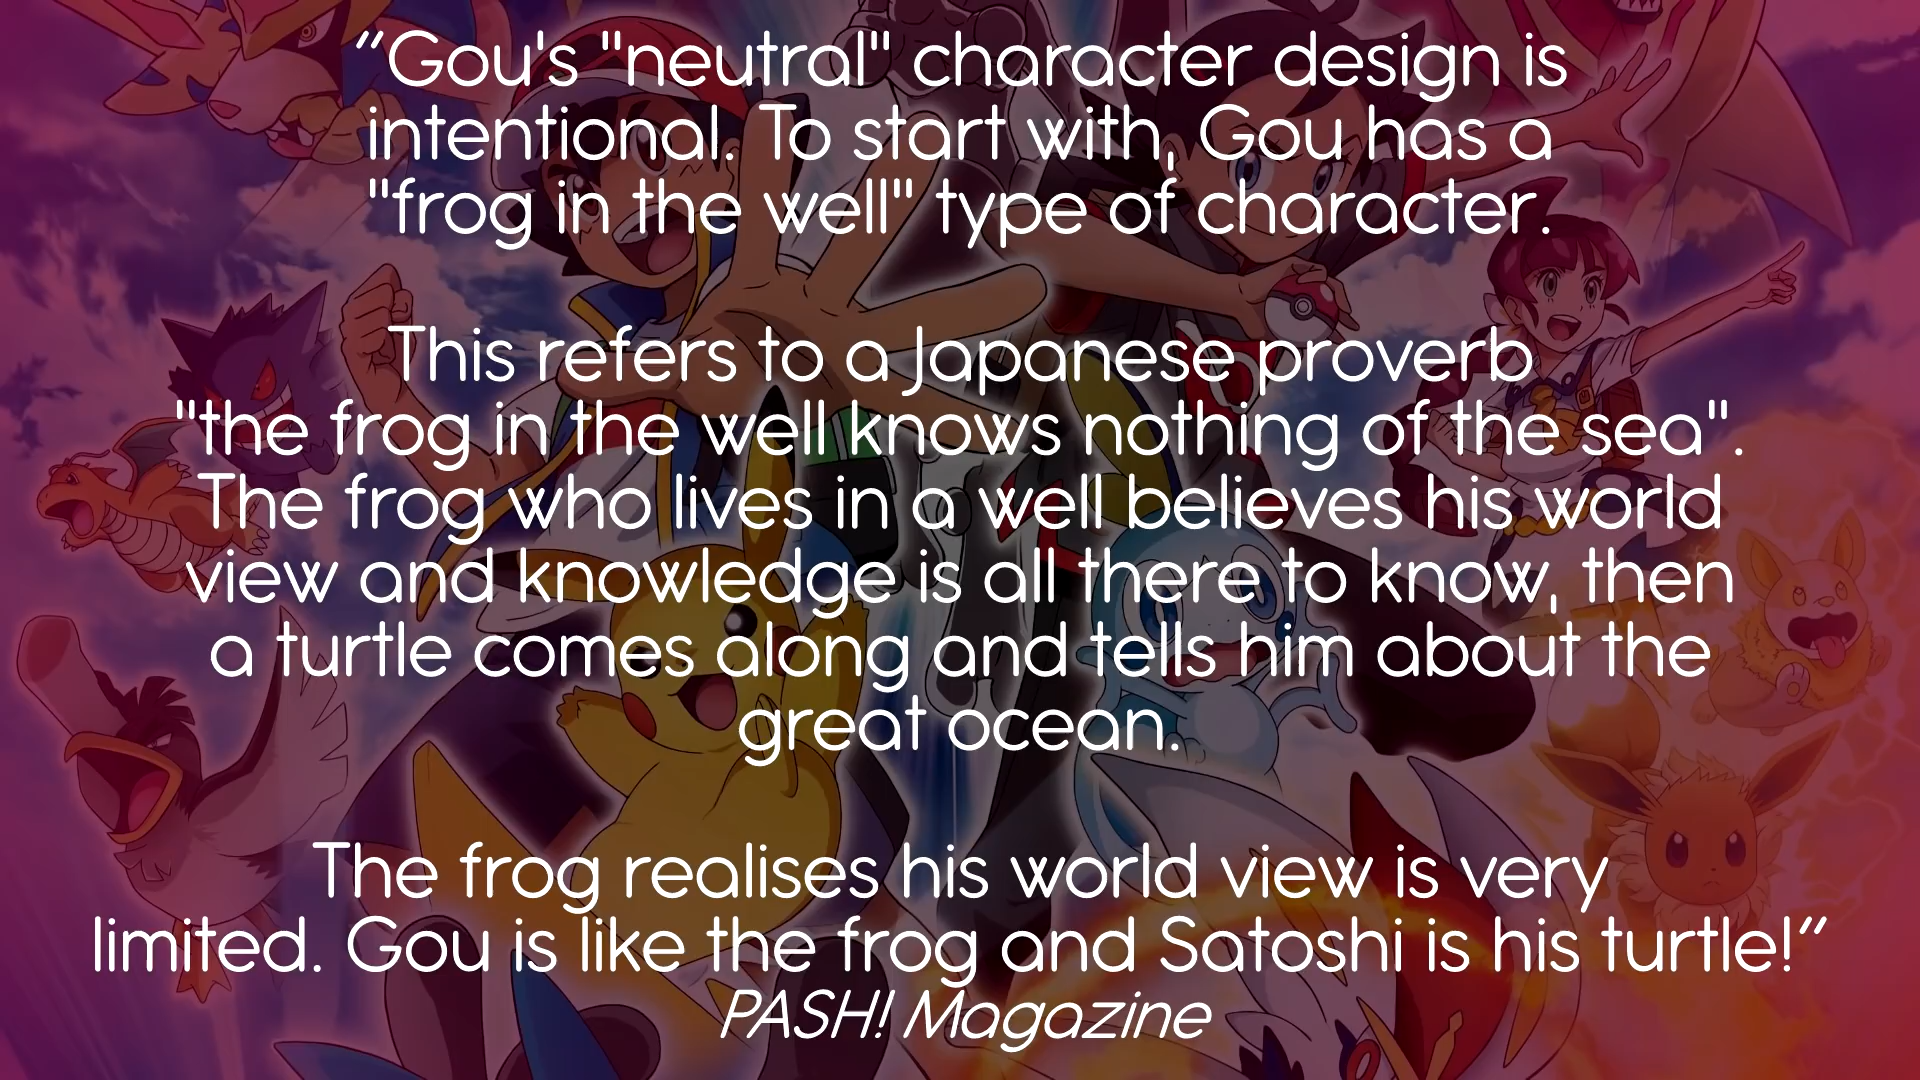 “Gou's "neutral" character design is
intentional. To start with, Gou has a
"frog in the well" type of character.
This refers to a Japanese proverb
"the frog in the well knows nothing of the sea".
The frog who lives in a well believes his world
view and knowledge is all there to know, then
a turtle comes along and tells him about the
great ocean.
The frog realises his world view is very
limited. Gou is like the frog and Satoshi is his turtle!”
PASH! Magazine